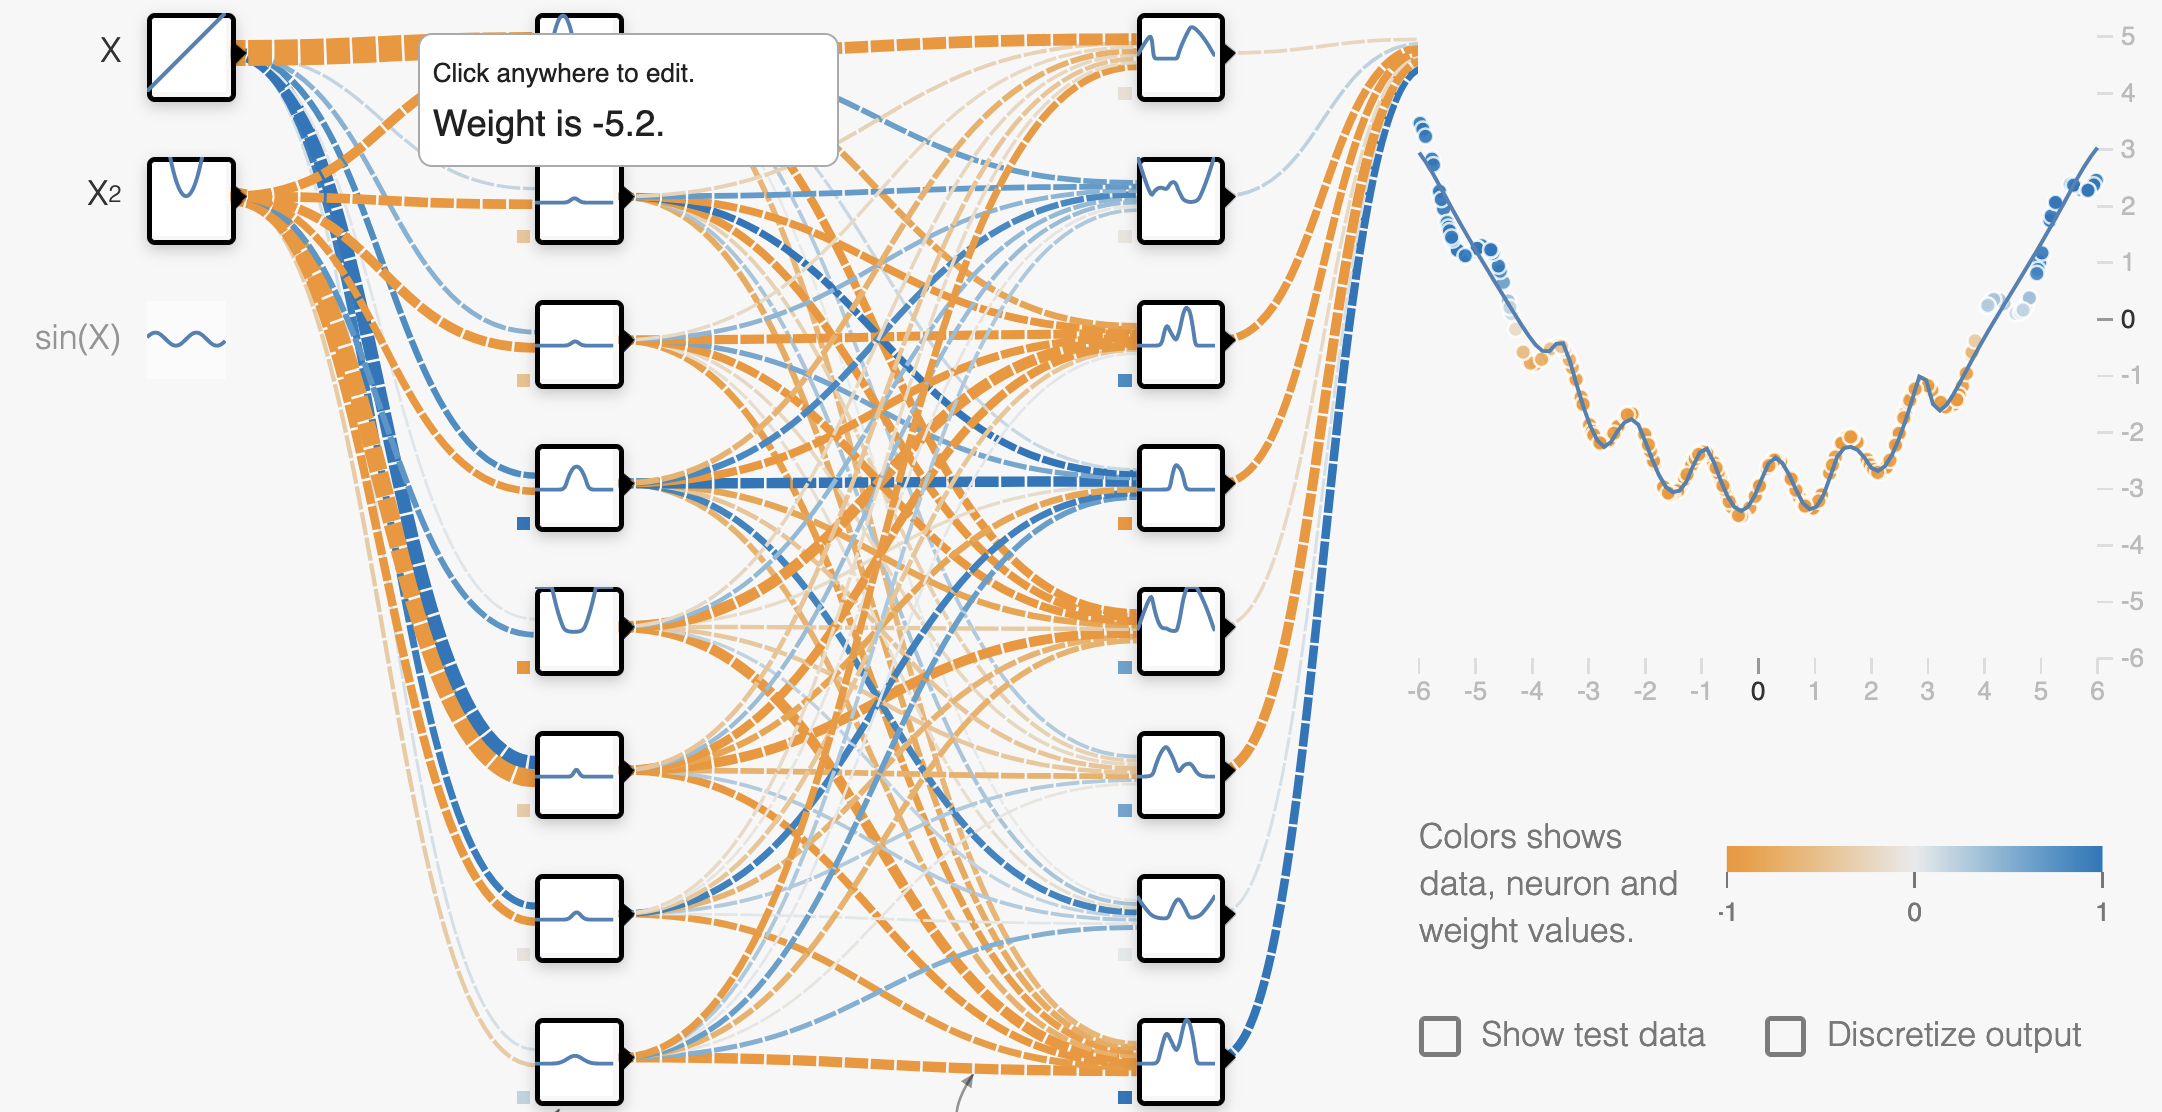 X
Click anywhere to edit.
Weight is -5.2.
X2
sin(X)
5
4
3
2
1
0
-1
-2
-3
-4
-5
-6
-6 -5 -4 -3 -2 -1 0 1 2 3 4 5 6
Colors shows
data, neuron and
weight values.
-1 0 1
Show test data
Discretize output